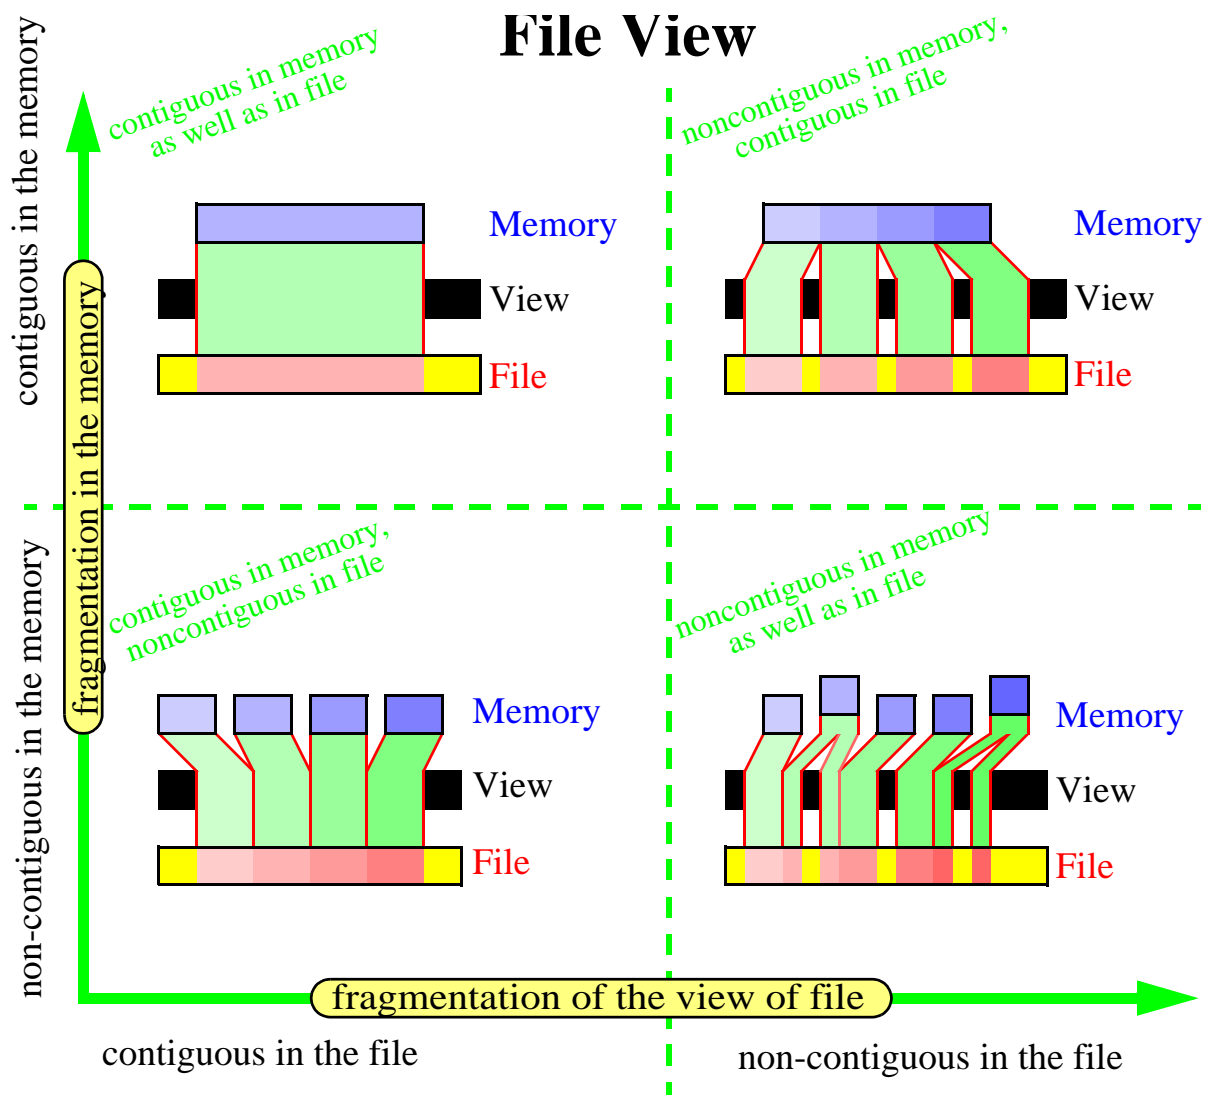 File View
contiguous in the memory
contiguous in memory
as well as in file
noncontiguous in memory,
contiguous in file
Memory
View
File
Memory
View
File
fragmentation in the memory
non-contiguous in the memory
contiguous in memory,
noncontiguous in file
noncontiguous in memory
as well as in file
Memory
View
File
Memory
View
File
fragmentation of the view of file
contiguous in the file
non-contiguous in the file